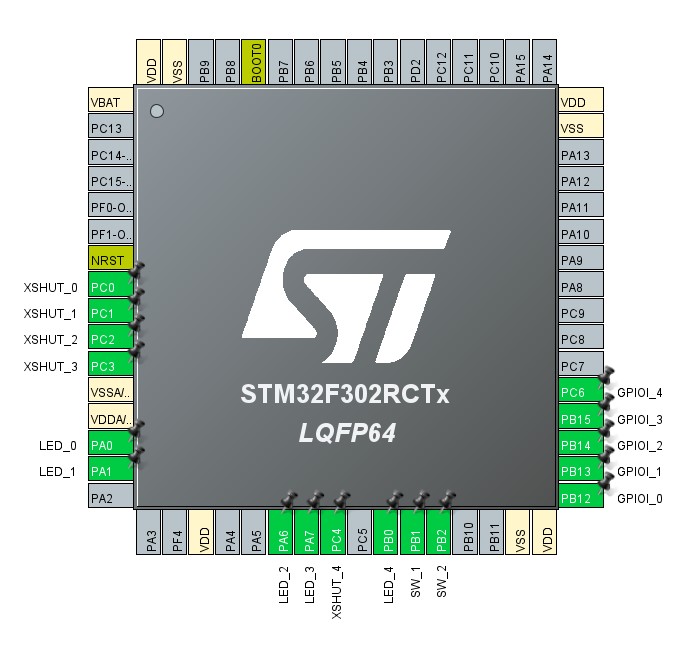 VDD
VSS
PB9
PB8
BOOT0
PB7
PB6
PB5
PB4
PB3
PD2
PC12
PC11
PC10
PA15
PA14
VBAT
PC13
PC14-..
PC15-..
PF0-O..
PF1-O..
NRST
XSHUT_0 PC0
XSHUT_1 PC1
XSHUT_2 PC2
XSHUT_3 PC3
VSSA/..
VDDA/..
LED_0 PA0
LED_1 PA1
PA2
STM32F302RCTx
LQFP64
VDD
VSS
PA13
PA12
PA11
PA10
PA9
PA8
PC9
PC8
PC7
PC6 GPIOI_4
PB15 GPIOI_3
PB14 GPIOI_2
PB13 GPIOI_1
PB12 GPIOI_0
PA3
PF4
VDD
PA4
PA5
PA6
PA7
PC4
PC5
PB0
PB1
PB2
PB10
PB11
VSS
VDD
LED_2
LED_3
XSHUT_4
LED_4
SW_1
SW_2